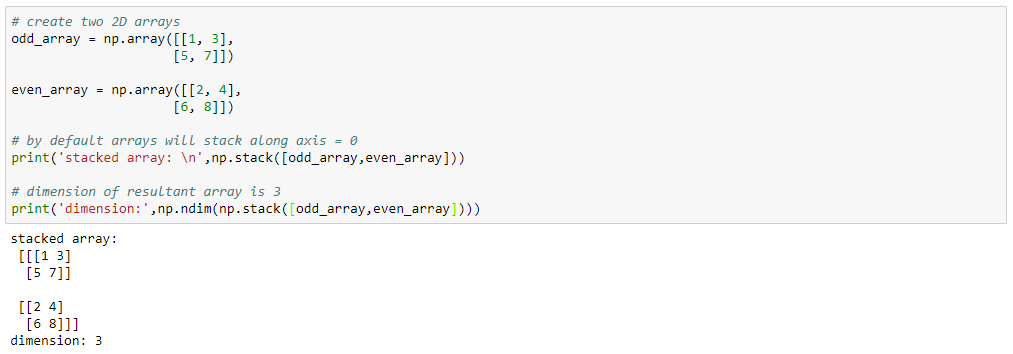 # create two 2D arrays
odd_array = np.array([[1, 3],
                     [5, 7]])
even_array = np.array([[2, 4],
                     [6, 8]])
# by default arrays will stack along axis = 0
print('stacked array: \n',np.stack([odd_array,even_array]))
# dimension of resultant array is 3
print('dimension:',np.ndim(np.stack([odd_array,even_array])))
stacked array:
 [[[1 3]
  [5 7]]
 [[2 4]
  [6 8]]]
dimension: 3